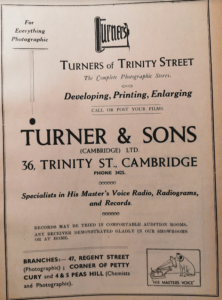 For
Everything
Photographic
Turners
TURNERS OF TRINITY STREET
The Complete Photographic Stores,
Developing, Printing, Enlarging
CALL OR POST YOUR FILMS
TURNER & SONS
(CAMBRIDGE) LTD.
36, TRINITY ST., CAMBRIDGE
PHONE 3422.
Specialists in His Master's Voice Radio, Radiograms,
and Records.
RECORDS MAY BE TRIED IN COMFORTABLE AUDITION ROOMS.
ANY RECEIVER DEMONSTRATED GLADLY IN OUR SHOWROOMS
OR AT HOME.
BRANCHES:— 47, REGENT STREET
(Photographic); CORNER OF PETTY
CURY and 4 & 5 PEAS HILL (Chemists
and Photographic).
"HIS MASTER'S VOICE"